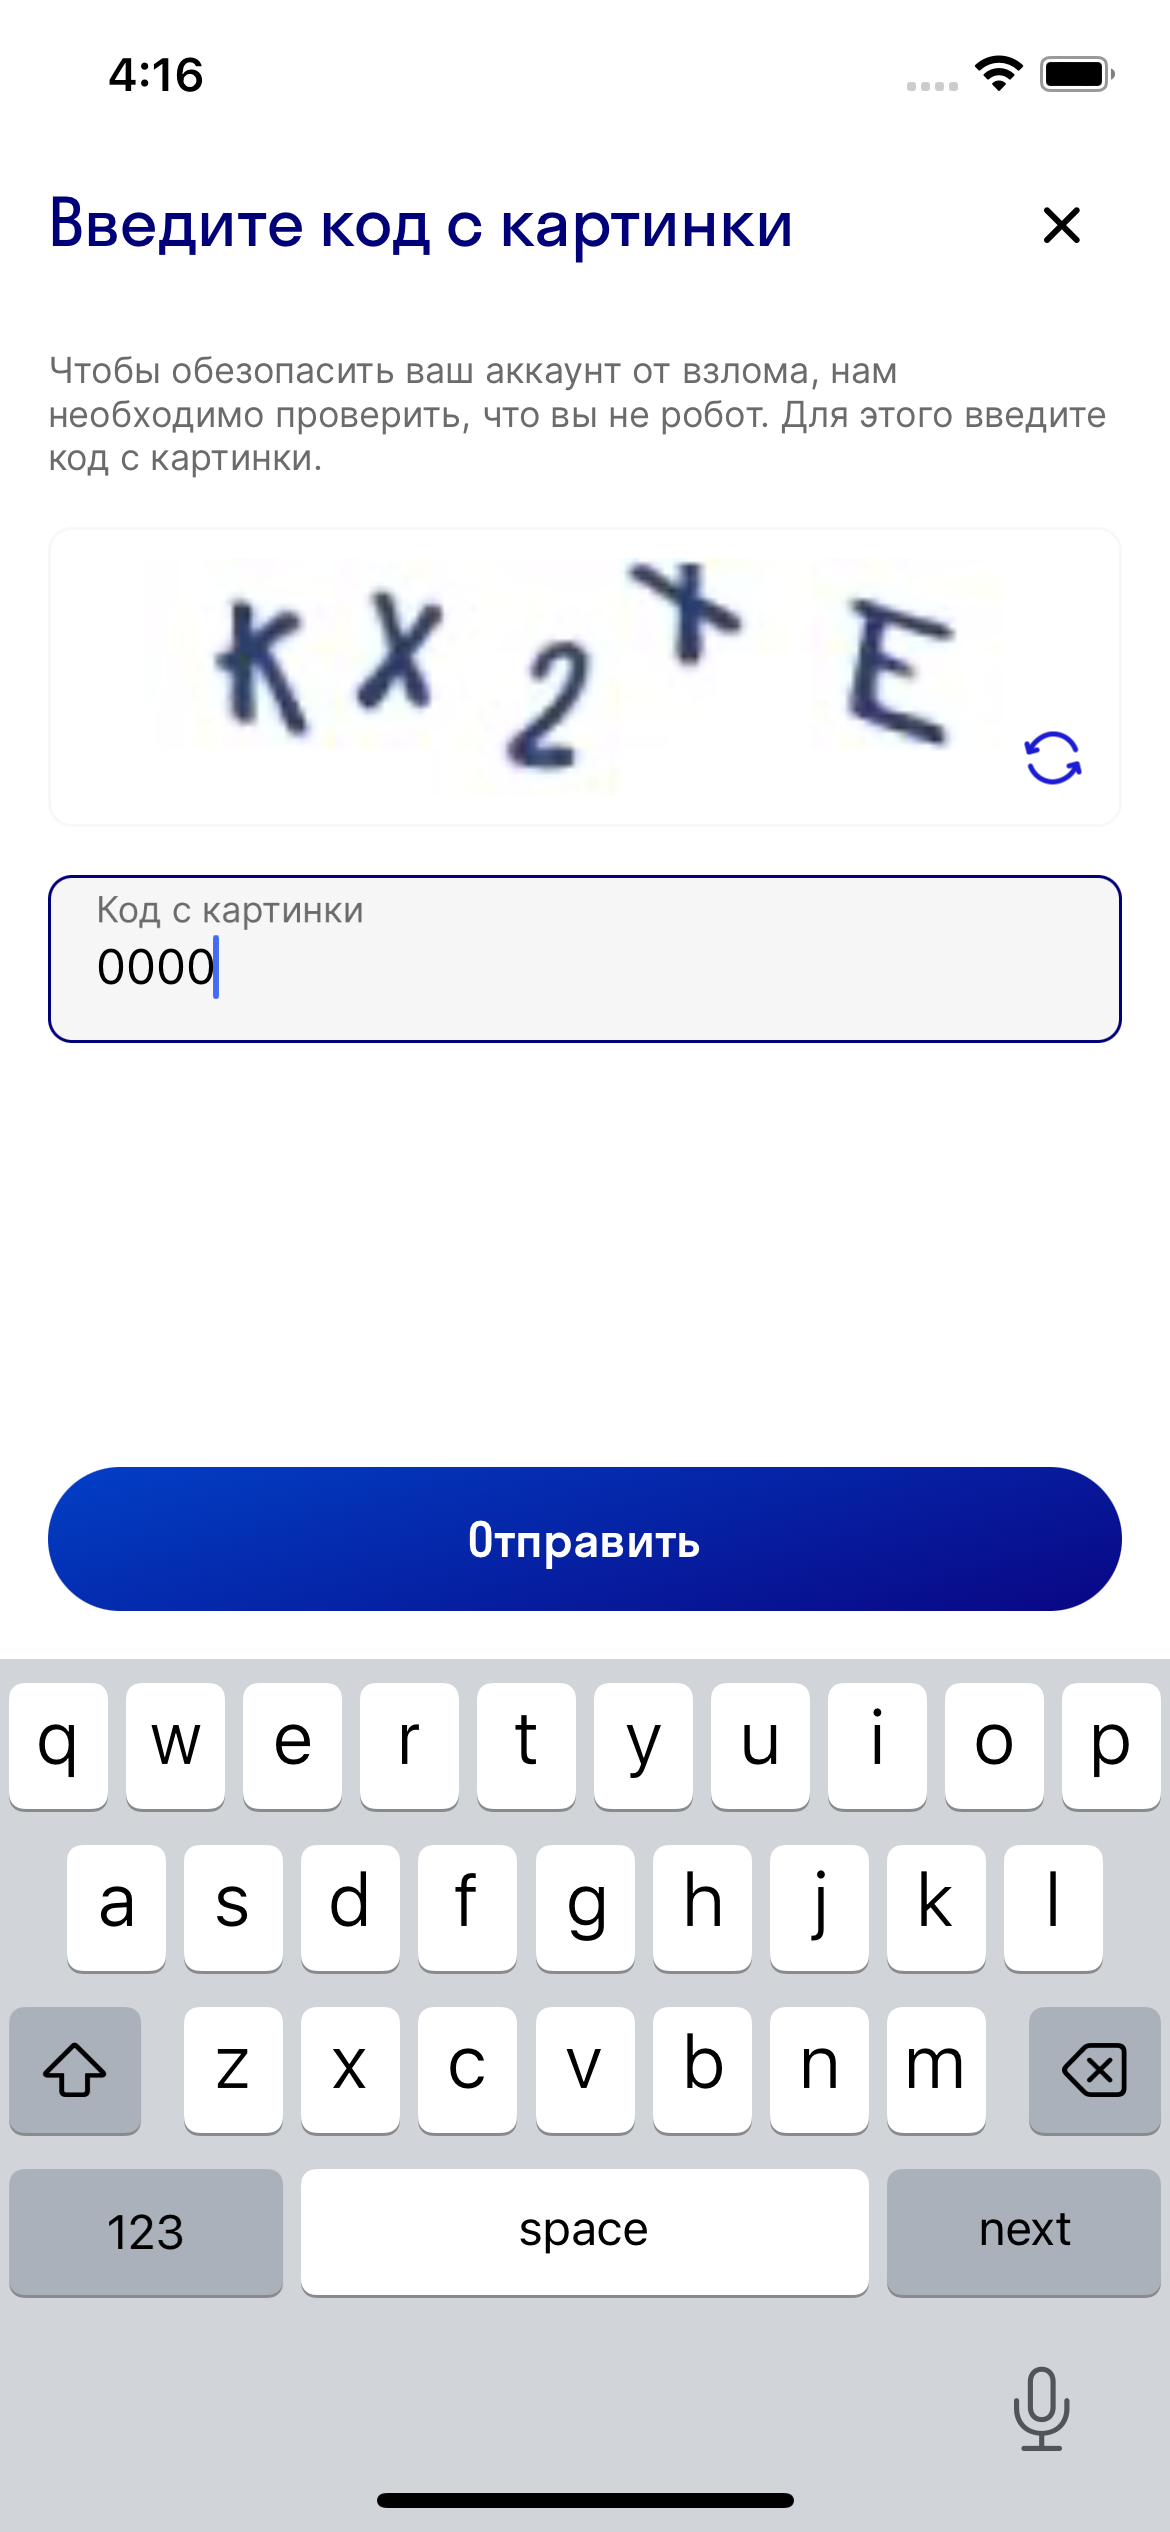 4:16
Введите код с картинки
Чтобы обезопасить ваш аккаунт от взлома, нам
необходимо проверить, что вы не робот. Для этого введите
код с картинки.
Код с картинки
0000
Отправить
q w e r t y u i o p
a s d f g h j k l
z x c v b n m
123 space next